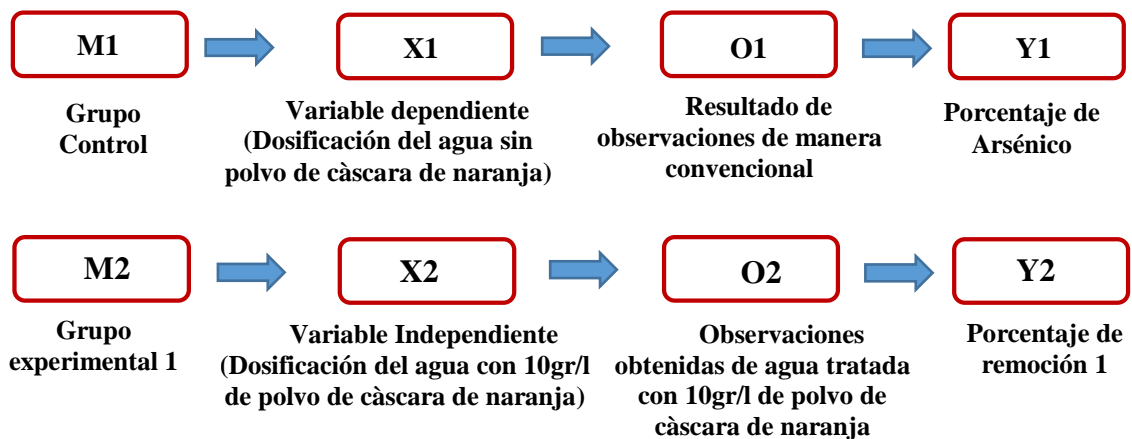 M1
X1
O1
Y1
Grupo
Control
Variable dependiente
(Dosificación del agua sin
polvo de càscara de naranja)
Resultado de
observaciones de manera
convencional
Porcentaje de
Arsénico
M2
X2
O2
Y2
Grupo
experimental 1
Variable Independiente
(Dosificación del agua con 10gr/l
de polvo de càscara de naranja)
Observaciones
obtenidas de agua tratada
con 10gr/l de polvo de
càscara de naranja
Porcentaje de
remoción 1